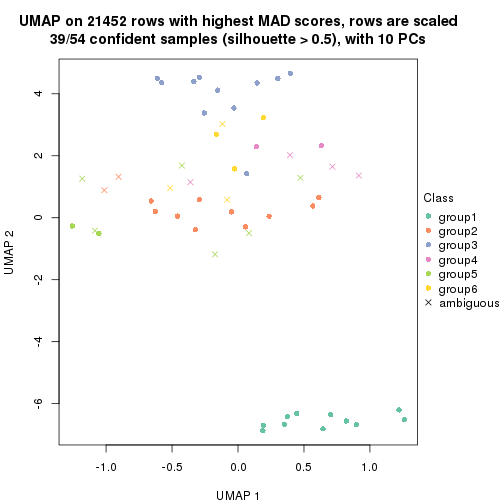 UMAP on 21452 rows with highest MAD scores, rows are scaled
39/54 confident samples (silhouette > 0.5), with 10 PCs
4
2
0
-2
-4
-6
UMAP 2
-1.0
-0.5
0.0
0.5
1.0
UMAP 1
Class
group1
group2
group3
group4
group5
group6
ambiguous